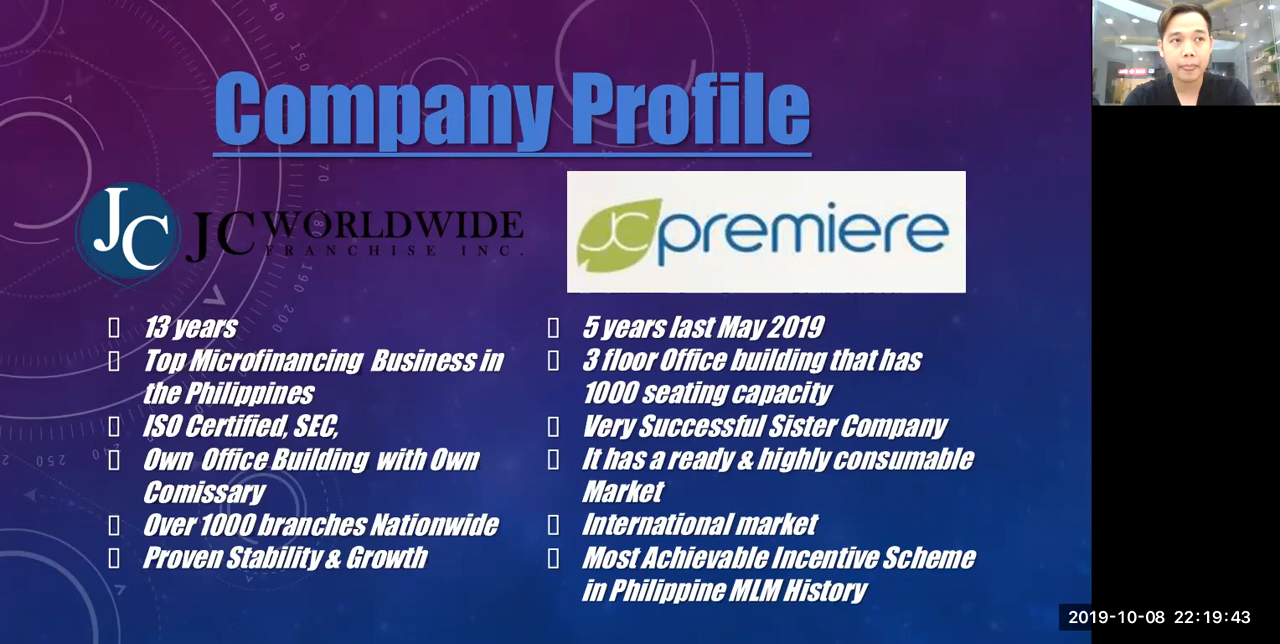 Company Profile
JC
JC WORLDWIDE
FRANCHISE INC.
jc premiere
13 years
Top Microfinancing Business in
the Philippines
ISO Certified, SEC,
Own Office Building with Own
Comissary
Over 1000 branches Nationwide
Proven Stability & Growth
5 years last May 2019
3 floor Office building that has
1000 seating capacity
Very Successful Sister Company
It has a ready & highly consumable
Market
International market
Most Achievable Incentive Scheme
in Philippine MLM History
2019-10-08 22:19:43